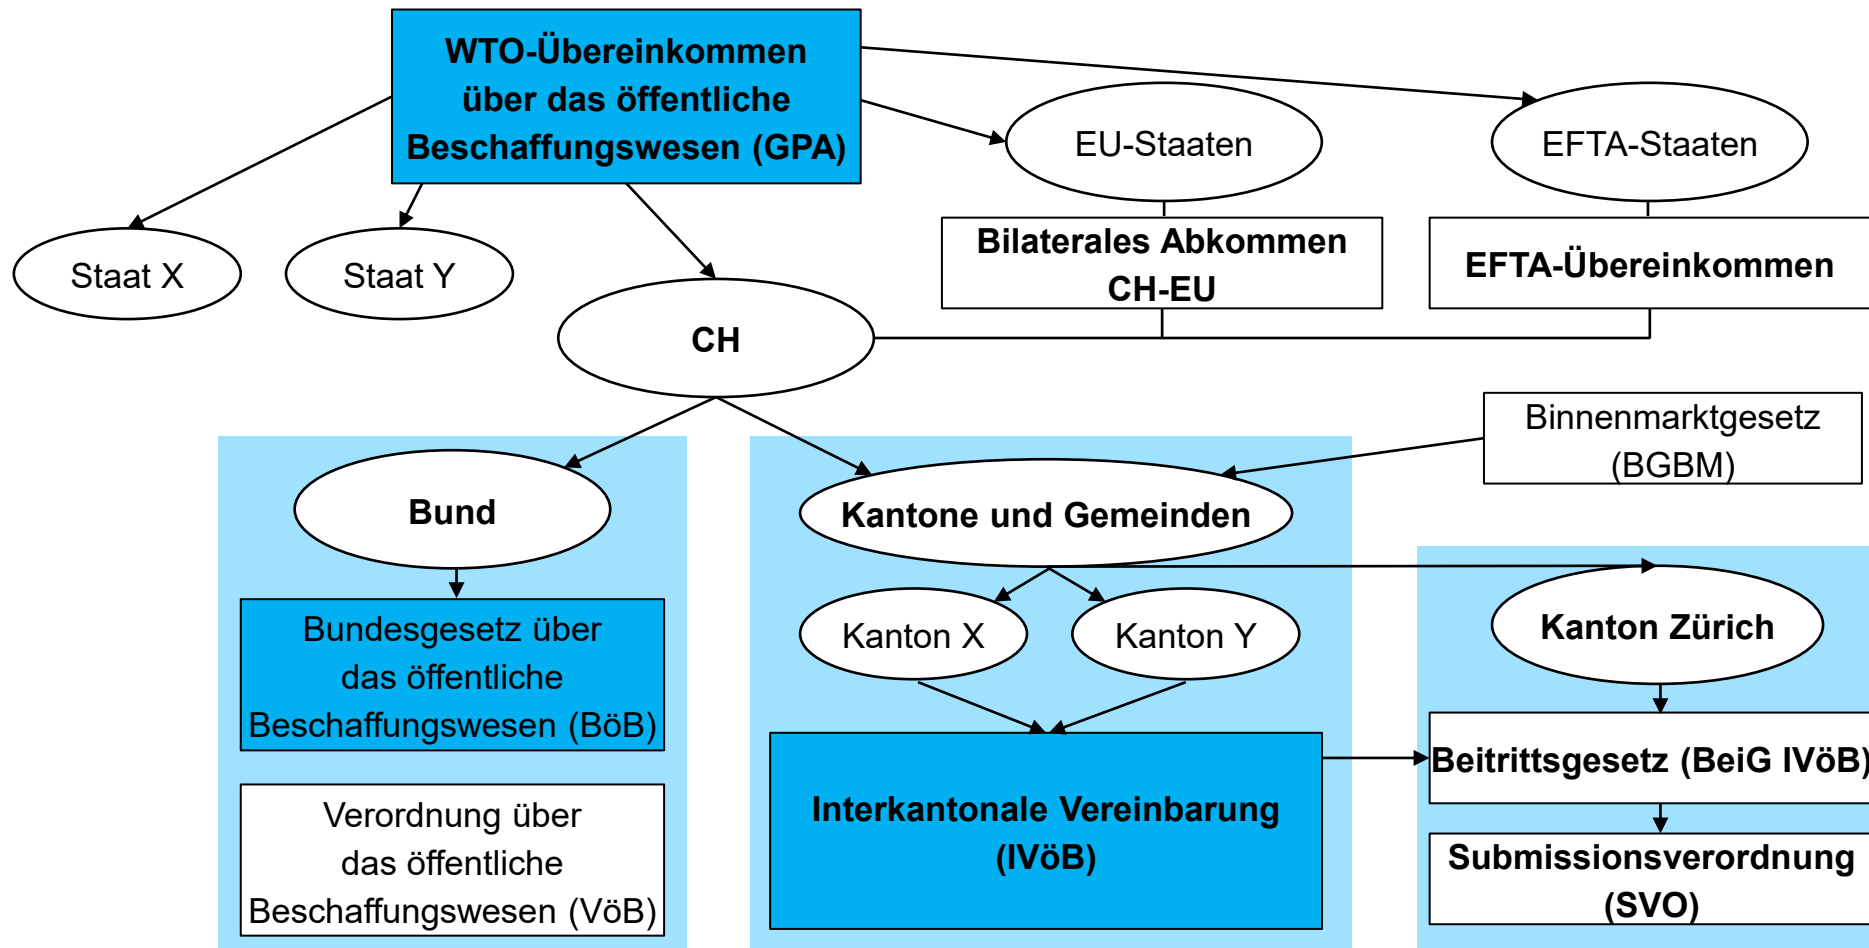 WTO-Übereinkommen
über das öffentliche
Beschaffungswesen (GPA)
EU-Staaten
EFTA-Staaten
Staat X
Staat Y
Bilaterales Abkommen
CH-EU
EFTA-Übereinkommen
CH
Binnenmarktgesetz
(BGBM)
Bund
Kantone und Gemeinden
Bundesgesetz über
das öffentliche
Beschaffungswesen (BöB)
Kanton X
Kanton Y
Kanton Zürich
Verordnung über
das öffentliche
Beschaffungswesen (VöB)
Interkantonale Vereinbarung
(IVöB)
Beitrittsgesetz (BeiG IVöB)
Submissionsverordnung
(SVO)